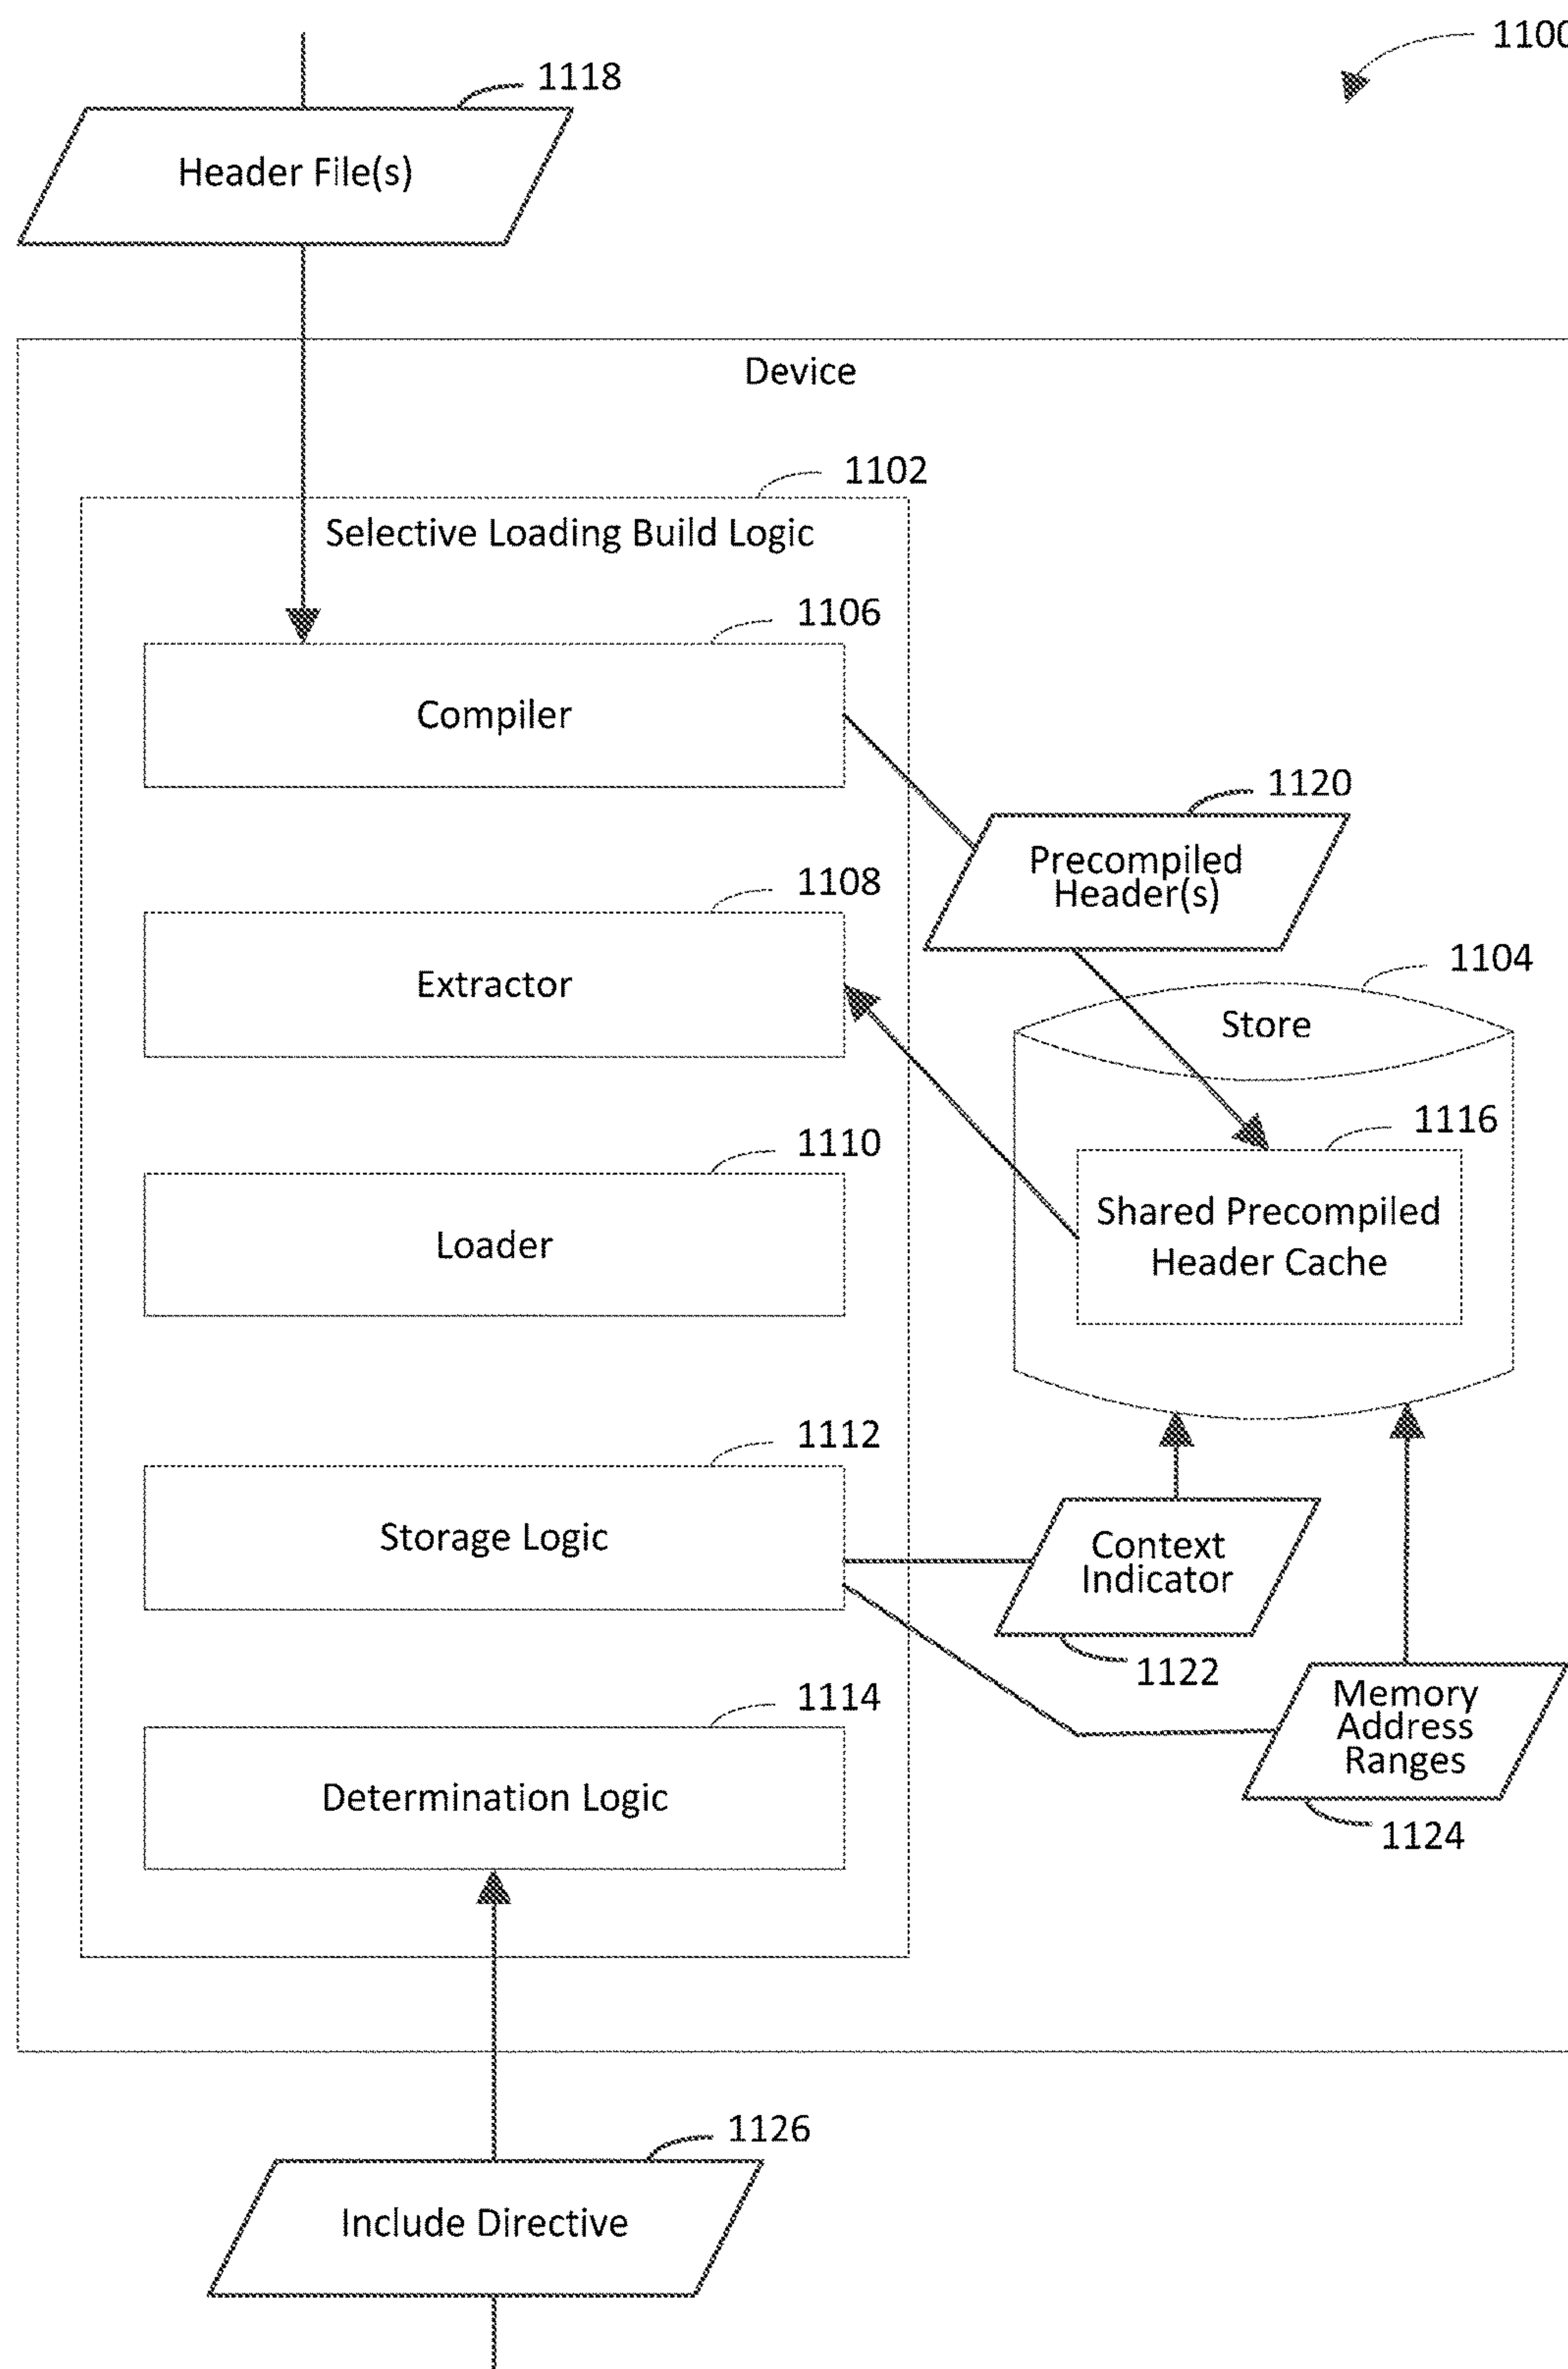 1100
1118
Header File(s)
Device
1102
Selective Loading Build Logic
1106
Compiler
1120
Precompiled
Header(s)
1108
Extractor
1104
Store
1116
Shared Precompiled
Header Cache
1110
Loader
1112
Storage Logic
Context
Indicator
1122
Memory
Address
Ranges
1124
1114
Determination Logic
1126
Include Directive